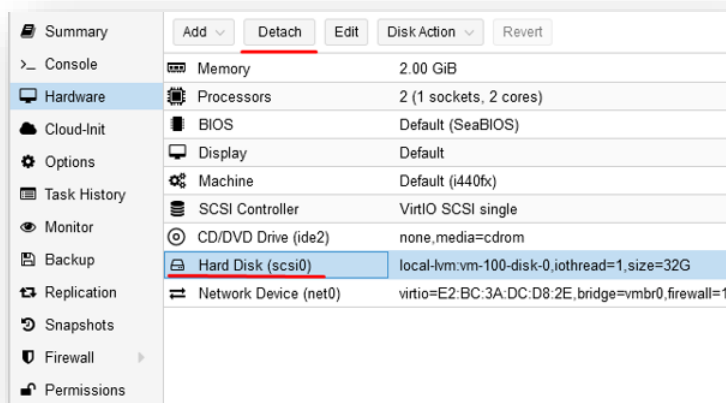 Summary
>_ Console
Hardware
Cloud-Init
Options
Task History
Monitor
Backup
Replication
Snapshots
Firewall
Permissions
Add Detach Edit Disk Action Revert
Memory 2.00 GiB
Processors 2 (1 sockets, 2 cores)
BIOS Default (SeaBIOS)
Display Default
Machine Default (i440fx)
SCSI Controller VirtIO SCSI single
CD/DVD Drive (ide2) none,media=cdrom
Hard Disk (scsi0) local-lvm:vm-100-disk-0,iothread=1,size=32G
Network Device (net0) virtio=E2:BC:3A:DC:D8:2E,bridge=vmbr0,firewall=1